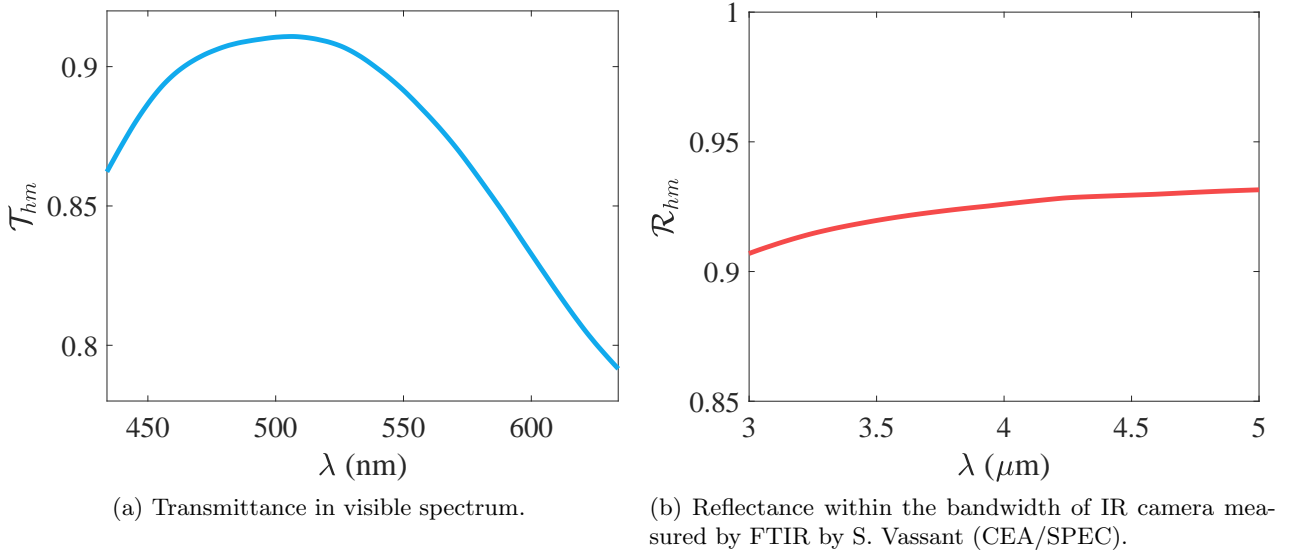 0.9
0.85
0.8
𝒯hm
450
500
550
600
λ (nm)
(a) Transmittance in visible spectrum.
1
0.95
0.9
0.85
ℛhm
3
3.5
4
4.5
5
λ (μm)
(b) Reflectance within the bandwidth of IR camera mea-
sured by FTIR by S. Vassant (CEA/SPEC).